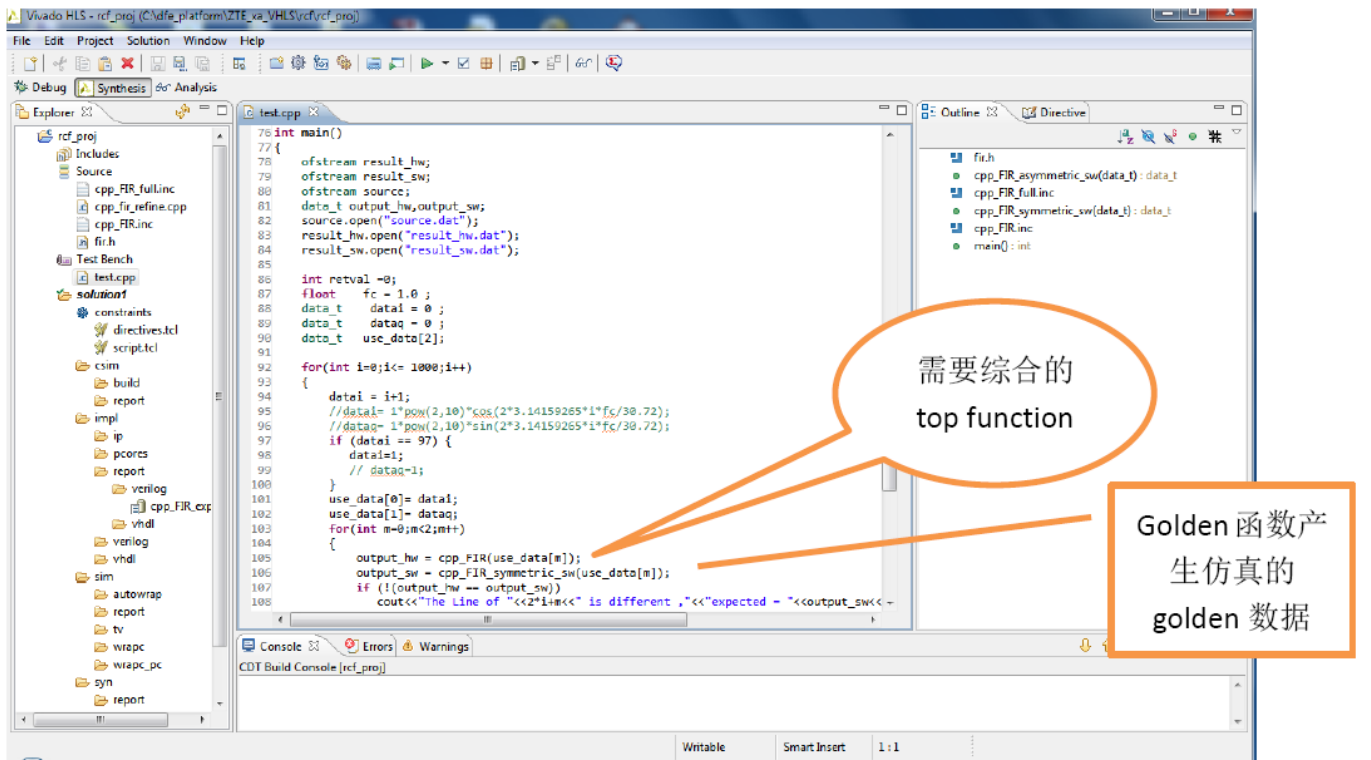 Vivado HLS - rcf_proj (C:\dfe_platform\ZTE_xa_VHLS\rcf\rcf_proj)
File Edit Project Solution Window Help
Debug Synthesis Analysis
Explorer
rcf_proj
Includes
Source
cpp_FIR_full.inc
cpp_fir_refine.cpp
cpp_FIR.inc
fir.h
Test Bench
test.cpp
solution1
constraints
directives.tcl
script.tcl
csim
build
report
impl
ip
pcores
report
verilog
cpp_FIR_exp
vhdl
verilog
vhdl
sim
autowrap
report
tv
wrapc
wrapc_pc
syn
report
test.cpp
76 int main()
77 {
78 ofstream result_hw;
79 ofstream result_sw;
80 ofstream source;
81 data_t output_hw,output_sw;
82 source.open("source.dat");
83 result_hw.open("result_hw.dat");
84 result_sw.open("result_sw.dat");
85
86 int retval =0;
87 float fc = 1.0 ;
88 data_t datai = 0 ;
89 data_t dataq = 0 ;
90 data_t use_data[2];
91
92 for(int i=0;i<= 1000;i++)
93 {
94 datai = i+1;
95 //datai= 1*pow(2,10)*cos(2*3.14159265*i*fc/30.72);
96 //dataq= 1*pow(2,10)*sin(2*3.14159265*i*fc/30.72);
97 if (datai == 97) {
98 datai=1;
99 // dataq=1;
100 }
101 use_data[0]= datai;
102 use_data[1]= dataq;
103 for(int m=0;m<2;m++)
104 {
105 output_hw = cpp_FIR(use_data[m]);
106 output_sw = cpp_FIR_symmetric_sw(use_data[m]);
107 if (!(output_hw == output_sw))
108 cout<<"The Line of "<<2*i+m<<" is different ,"<<"expected = "<<output_sw<<
Outline Directive
fir.h
cpp_FIR_asymmetric_sw(data_t) : data_t
cpp_FIR_full.inc
cpp_FIR_symmetric_sw(data_t) : data_t
cpp_FIR.inc
main() : int
需要综合的
top function
Golden 函数产
生仿真的
golden 数据
Console Errors Warnings
CDT Build Console [rcf_proj]
Writable Smart Insert 1 : 1